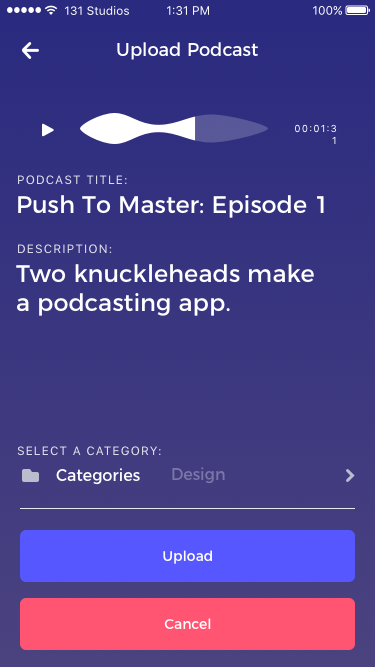 131 Studios 1:31 PM 100%
Upload Podcast
00:01:3
1
PODCAST TITLE:
Push To Master: Episode 1
DESCRIPTION:
Two knuckleheads make
a podcasting app.
SELECT A CATEGORY:
Categories Design
Upload
Cancel